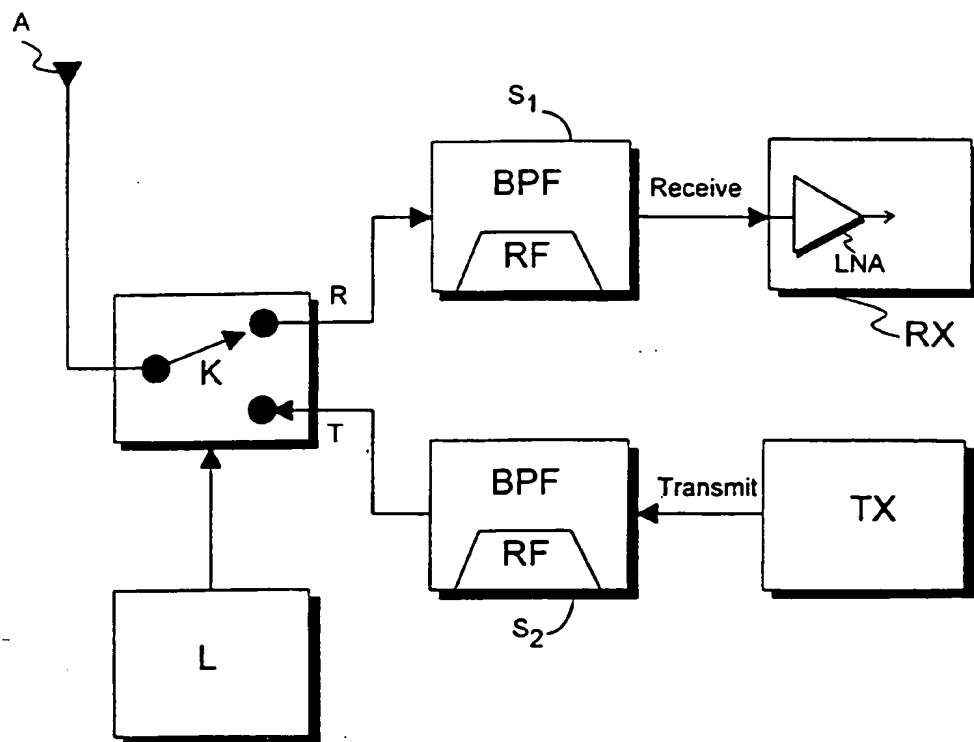 A
S1
BPF
RF
Receive
LNA
RX
R
K
T
BPF
RF
Transmit
TX
S2
L